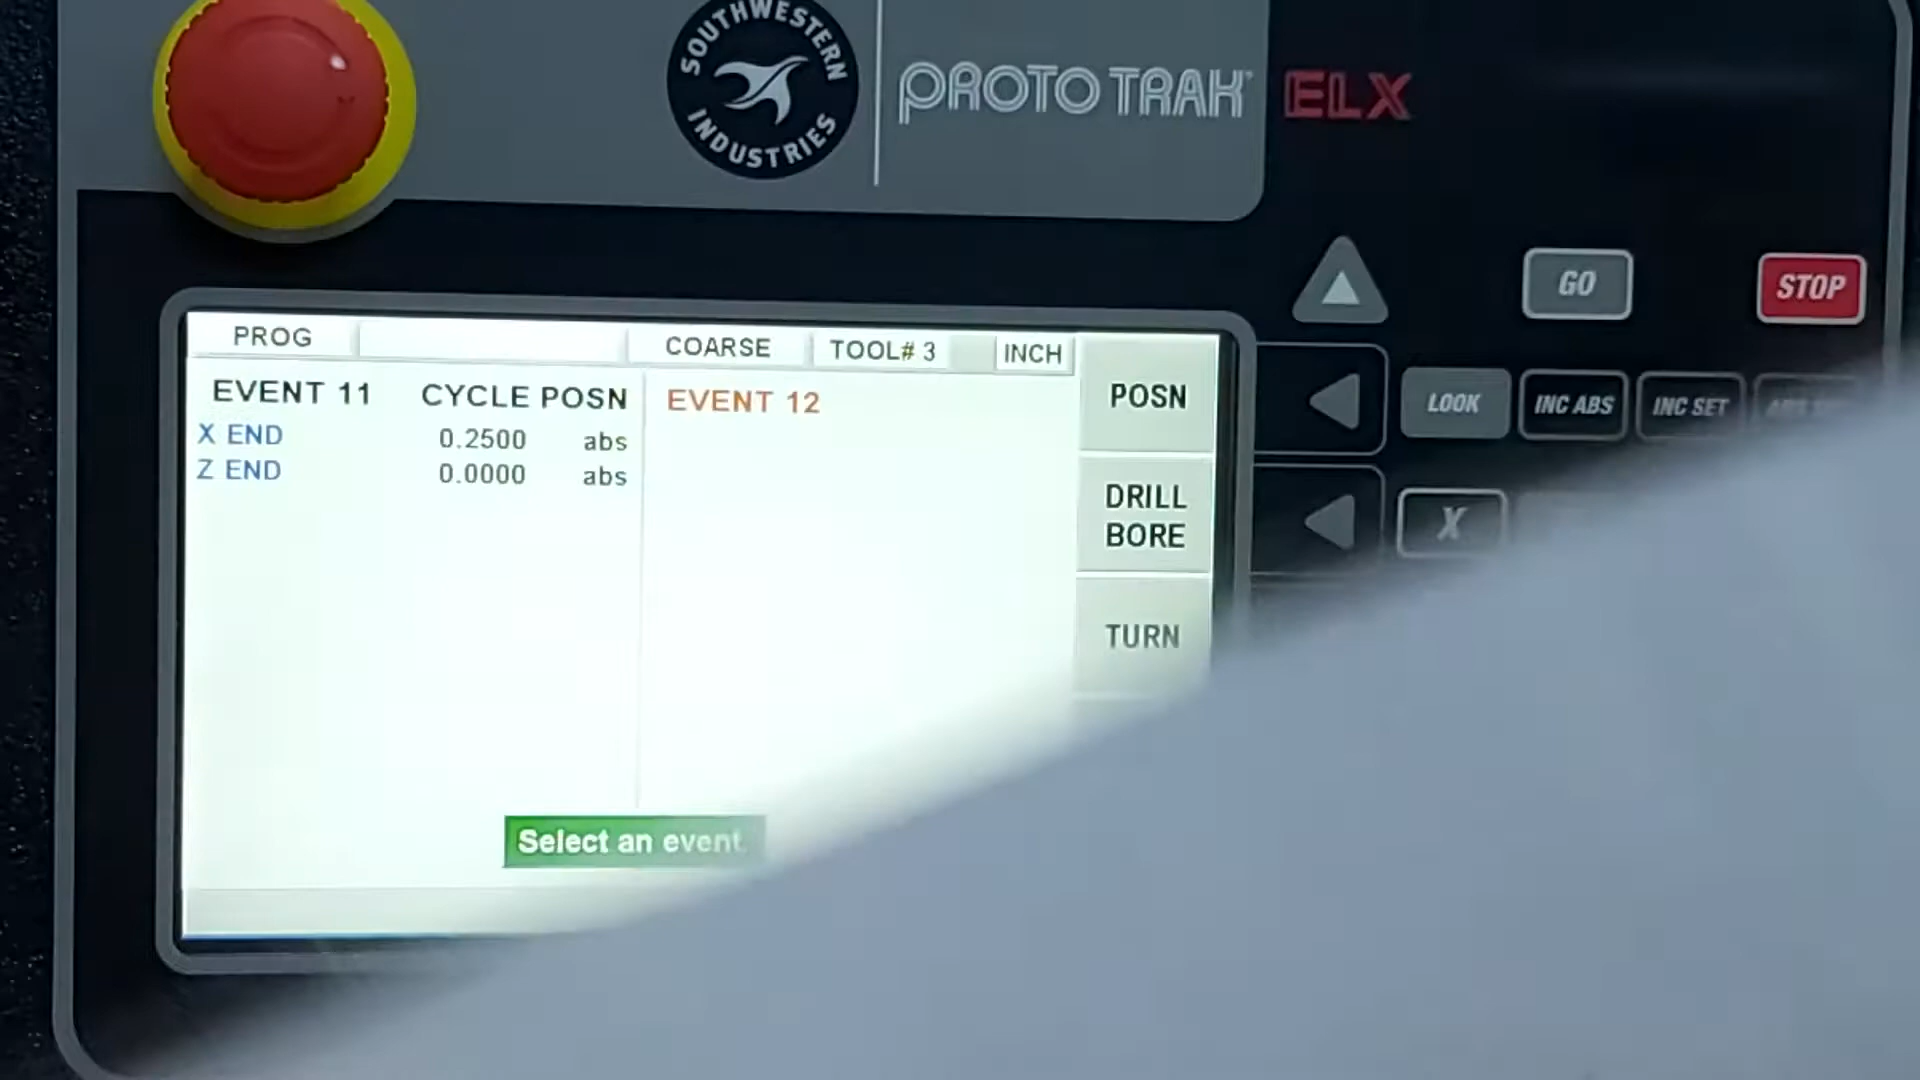 SOUTHWESTERN
INDUSTRIES
PROTO TRAK ELX
GO
STOP
PROG
COARSE
TOOL# 3
INCH
EVENT 11 CYCLE POSN
X END 0.2500 abs
Z END 0.0000 abs
EVENT 12
POSN
DRILL
BORE
TURN
Select an event.
LOOK
INC ABS
INC SET
X